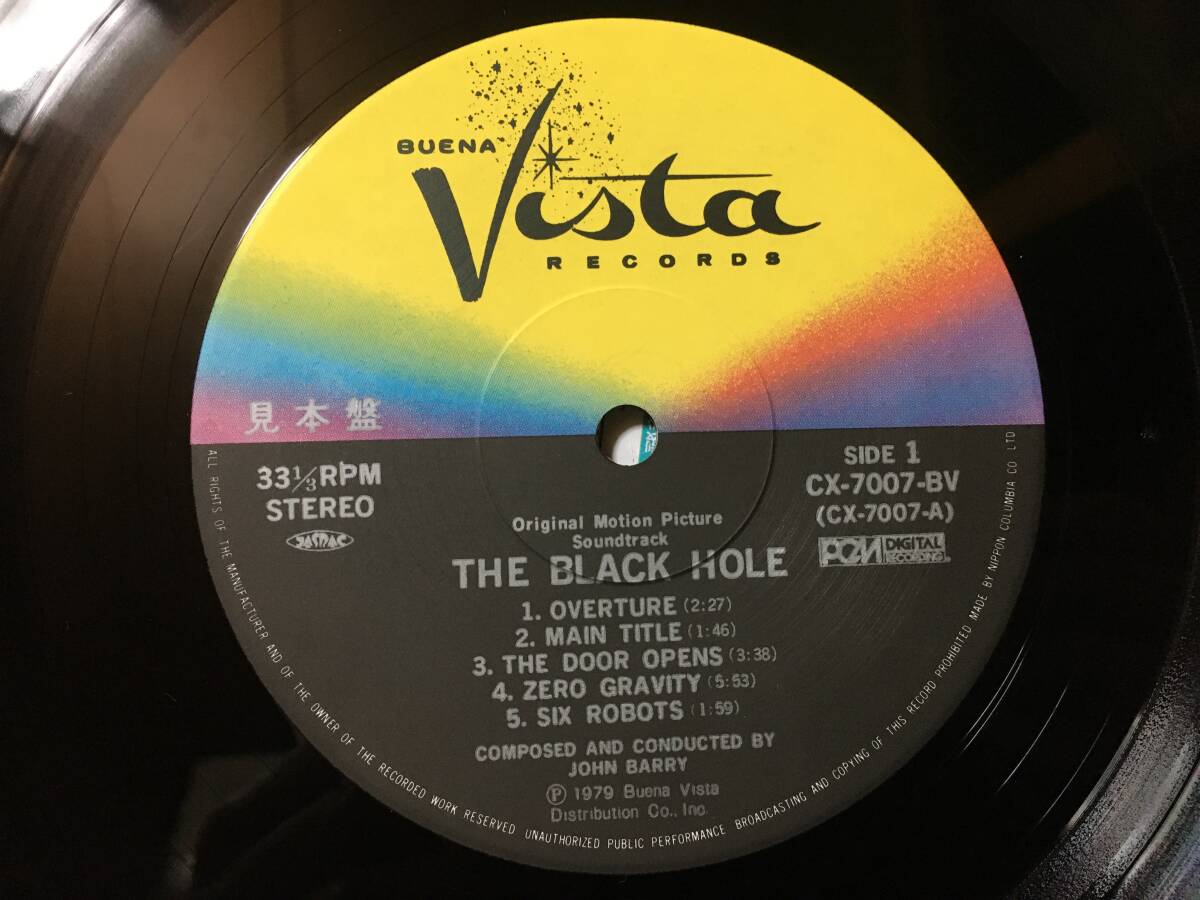 BUENA
Vista
RECORDS
見本盤
33 1/3 RPM
STEREO
JASRAC
SIDE 1
CX-7007-BV
(CX-7007-A)
PCM DIGITAL
RECORDING
Original Motion Picture
Soundtrack
THE BLACK HOLE
1. OVERTURE (2:27)
2. MAIN TITLE (1:46)
3. THE DOOR OPENS (3:38)
4. ZERO GRAVITY (5:53)
5. SIX ROBOTS (1:59)
COMPOSED AND CONDUCTED BY
JOHN BARRY
Ⓟ 1979 Buena Vista
Distribution Co., Inc.
ALL RIGHTS OF THE MANUFACTURER AND OF THE OWNER OF THE RECORDED WORK RESERVED UNAUTHORIZED PUBLIC PERFORMANCE BROADCASTING AND COPYING OF THIS RECORD PROHIBITED MADE BY NIPPON COLUMBIA CO LTD